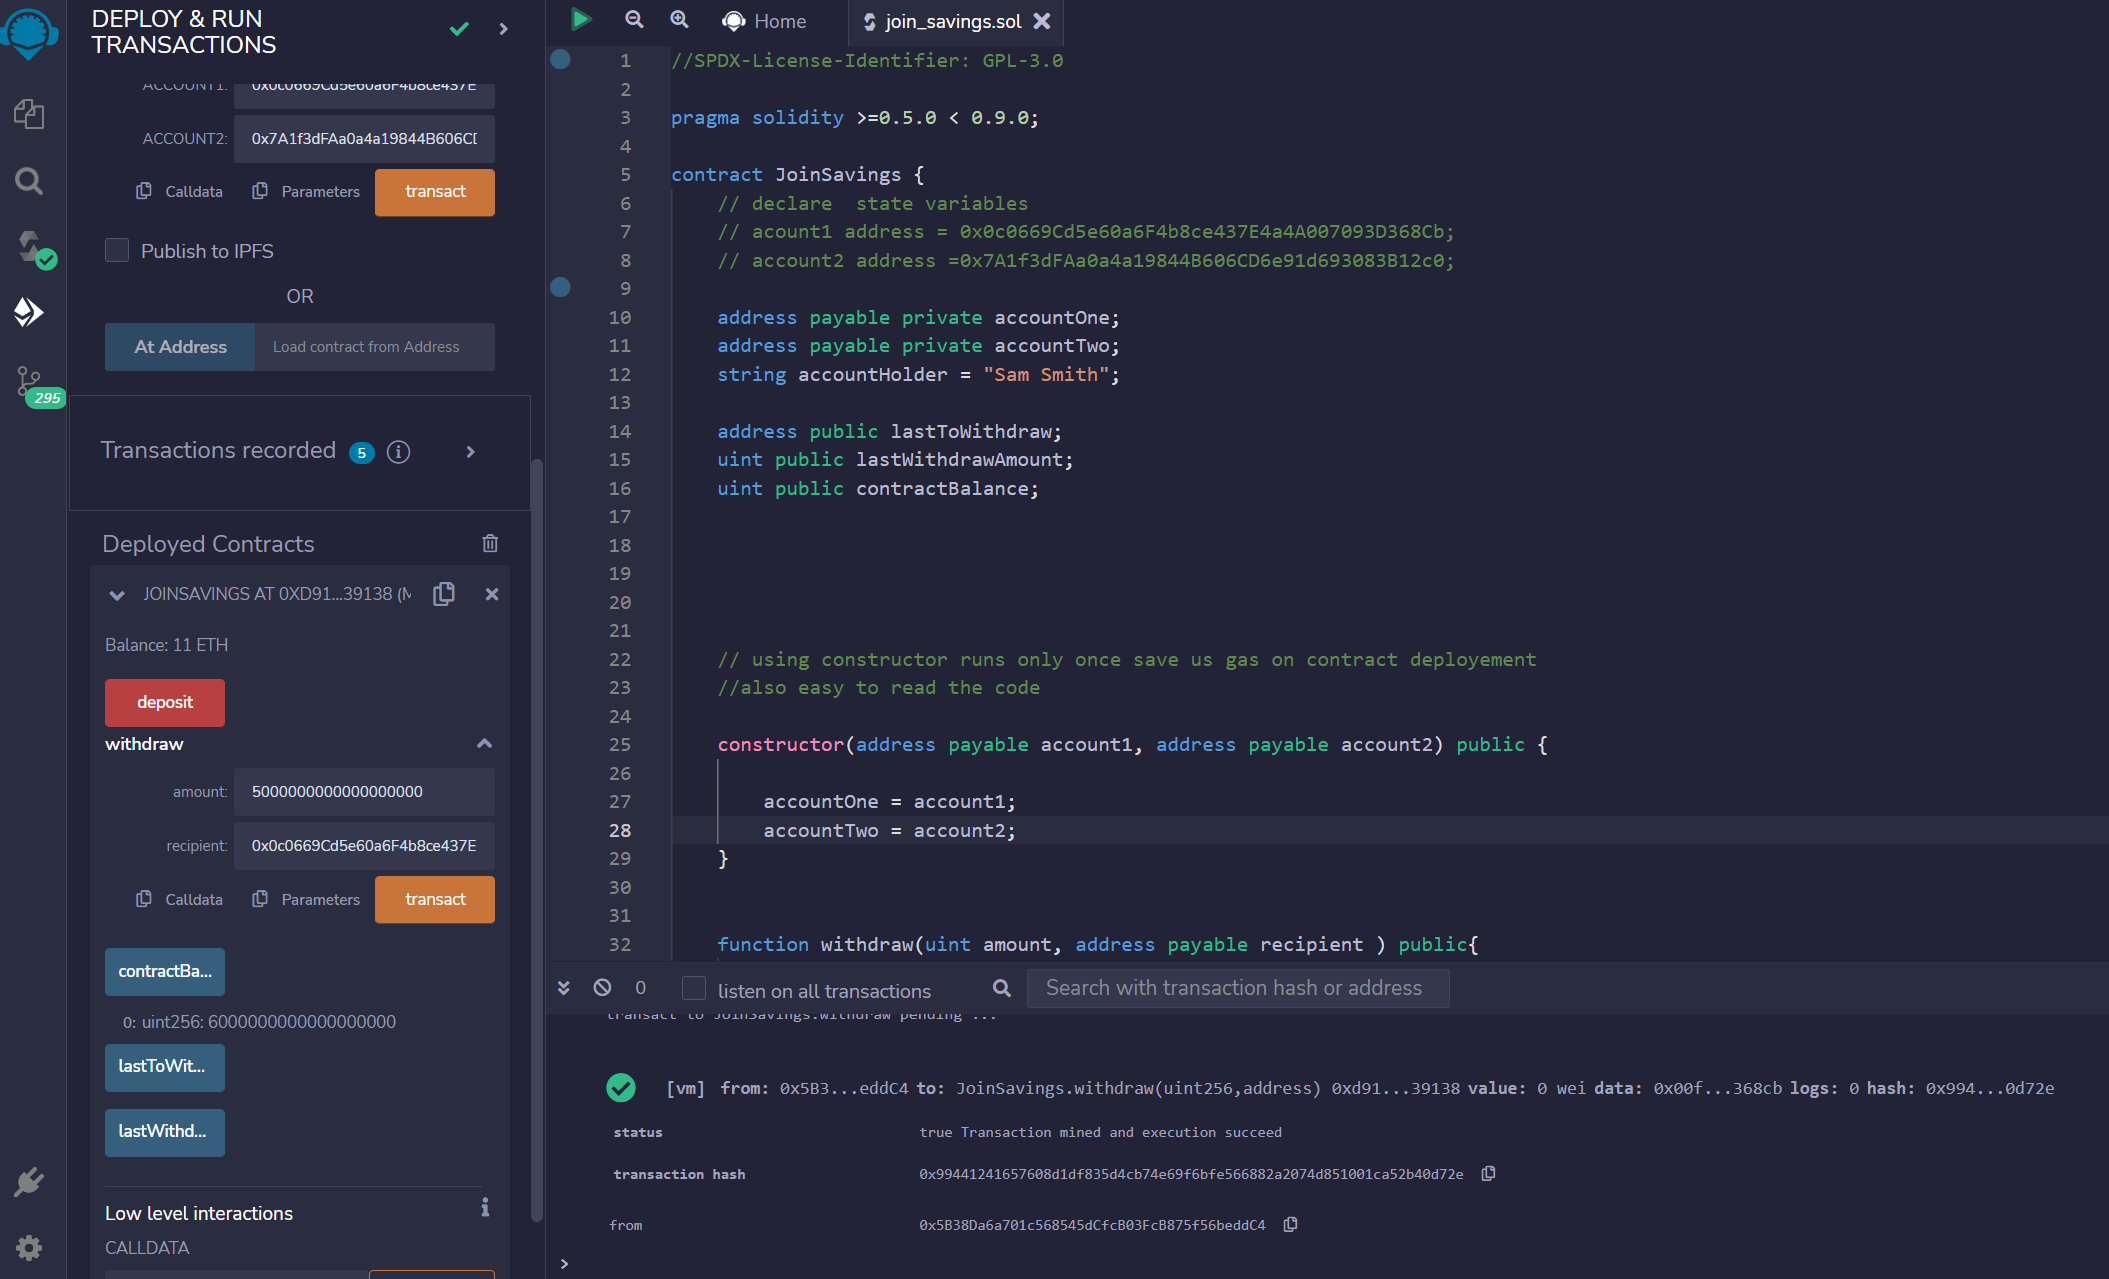 DEPLOY & RUN
TRANSACTIONS
ACCOUNT1: 0x0c0669Cd5e60a6F4b8ce437E
ACCOUNT2: 0x7A1f3dFAa0a4a19844B606CD
Calldata Parameters transact
Publish to IPFS
OR
At Address Load contract from Address
295
Transactions recorded 5 i
Deployed Contracts
JOINSAVINGS AT 0XD91...39138 (M
Balance: 11 ETH
deposit
withdraw
amount: 5000000000000000000
recipient: 0x0c0669Cd5e60a6F4b8ce437E
Calldata Parameters transact
contractBa...
0: uint256: 6000000000000000000
lastToWit...
lastWithd...
Low level interactions i
CALLDATA
Home join_savings.sol
1 //SPDX-License-Identifier: GPL-3.0
2
3 pragma solidity >=0.5.0 < 0.9.0;
4
5 contract JoinSavings {
6 // declare  state variables
7 // acount1 address = 0x0c0669Cd5e60a6F4b8ce437E4a4A007093D368Cb;
8 // account2 address =0x7A1f3dFAa0a4a19844B606CD6e91d693083B12c0;
9
10 address payable private accountOne;
11 address payable private accountTwo;
12 string accountHolder = "Sam Smith";
13
14 address public lastToWithdraw;
15 uint public lastWithdrawAmount;
16 uint public contractBalance;
17
18
19
20
21
22 // using constructor runs only once save us gas on contract deployement
23 //also easy to read the code
24
25 constructor(address payable account1, address payable account2) public {
26
27 accountOne = account1;
28 accountTwo = account2;
29 }
30
31
32 function withdraw(uint amount, address payable recipient ) public{
0 listen on all transactions Search with transaction hash or address
transact to JoinSavings.withdraw pending ...
[vm] from: 0x5B3...eddC4 to: JoinSavings.withdraw(uint256,address) 0xd91...39138 value: 0 wei data: 0x00f...368cb logs: 0 hash: 0x994...0d72e
status true Transaction mined and execution succeed
transaction hash 0x99441241657608d1df835d4cb74e69f6bfe566882a2074d851001ca52b40d72e
from 0x5B38Da6a701c568545dCfcB03FcB875f56beddC4
>